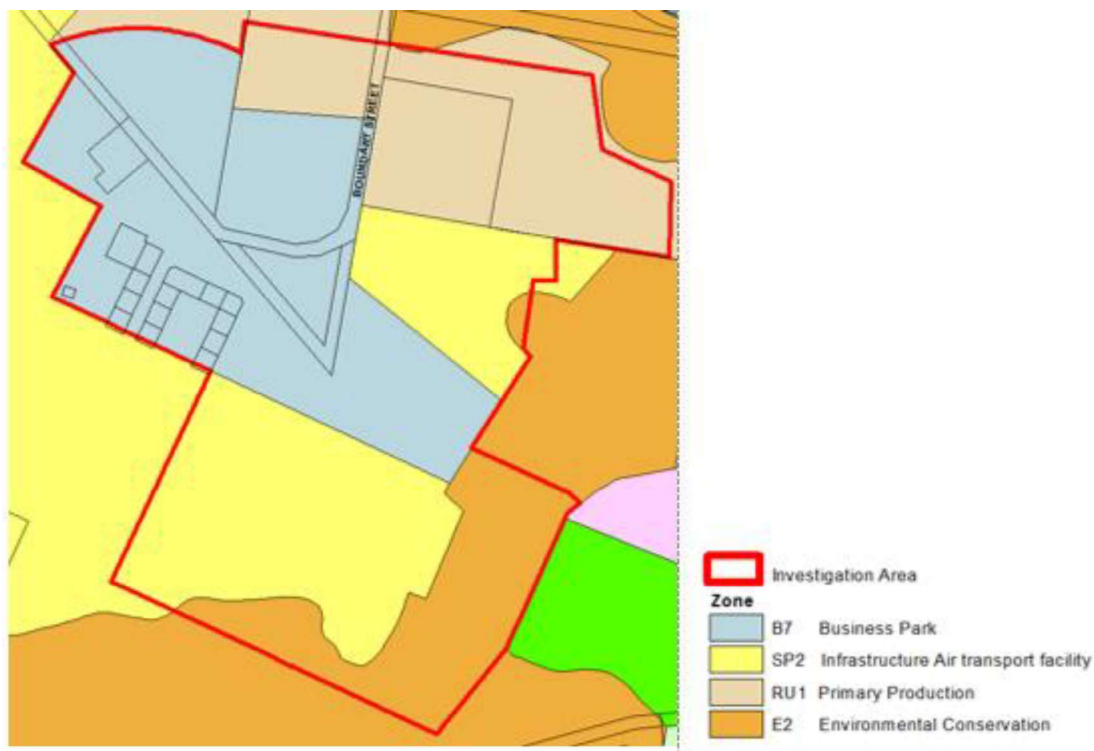 BOUNDARY STREET
Investigation Area
Zone
B7 Business Park
SP2 Infrastructure Air transport facility
RU1 Primary Production
E2 Environmental Conservation